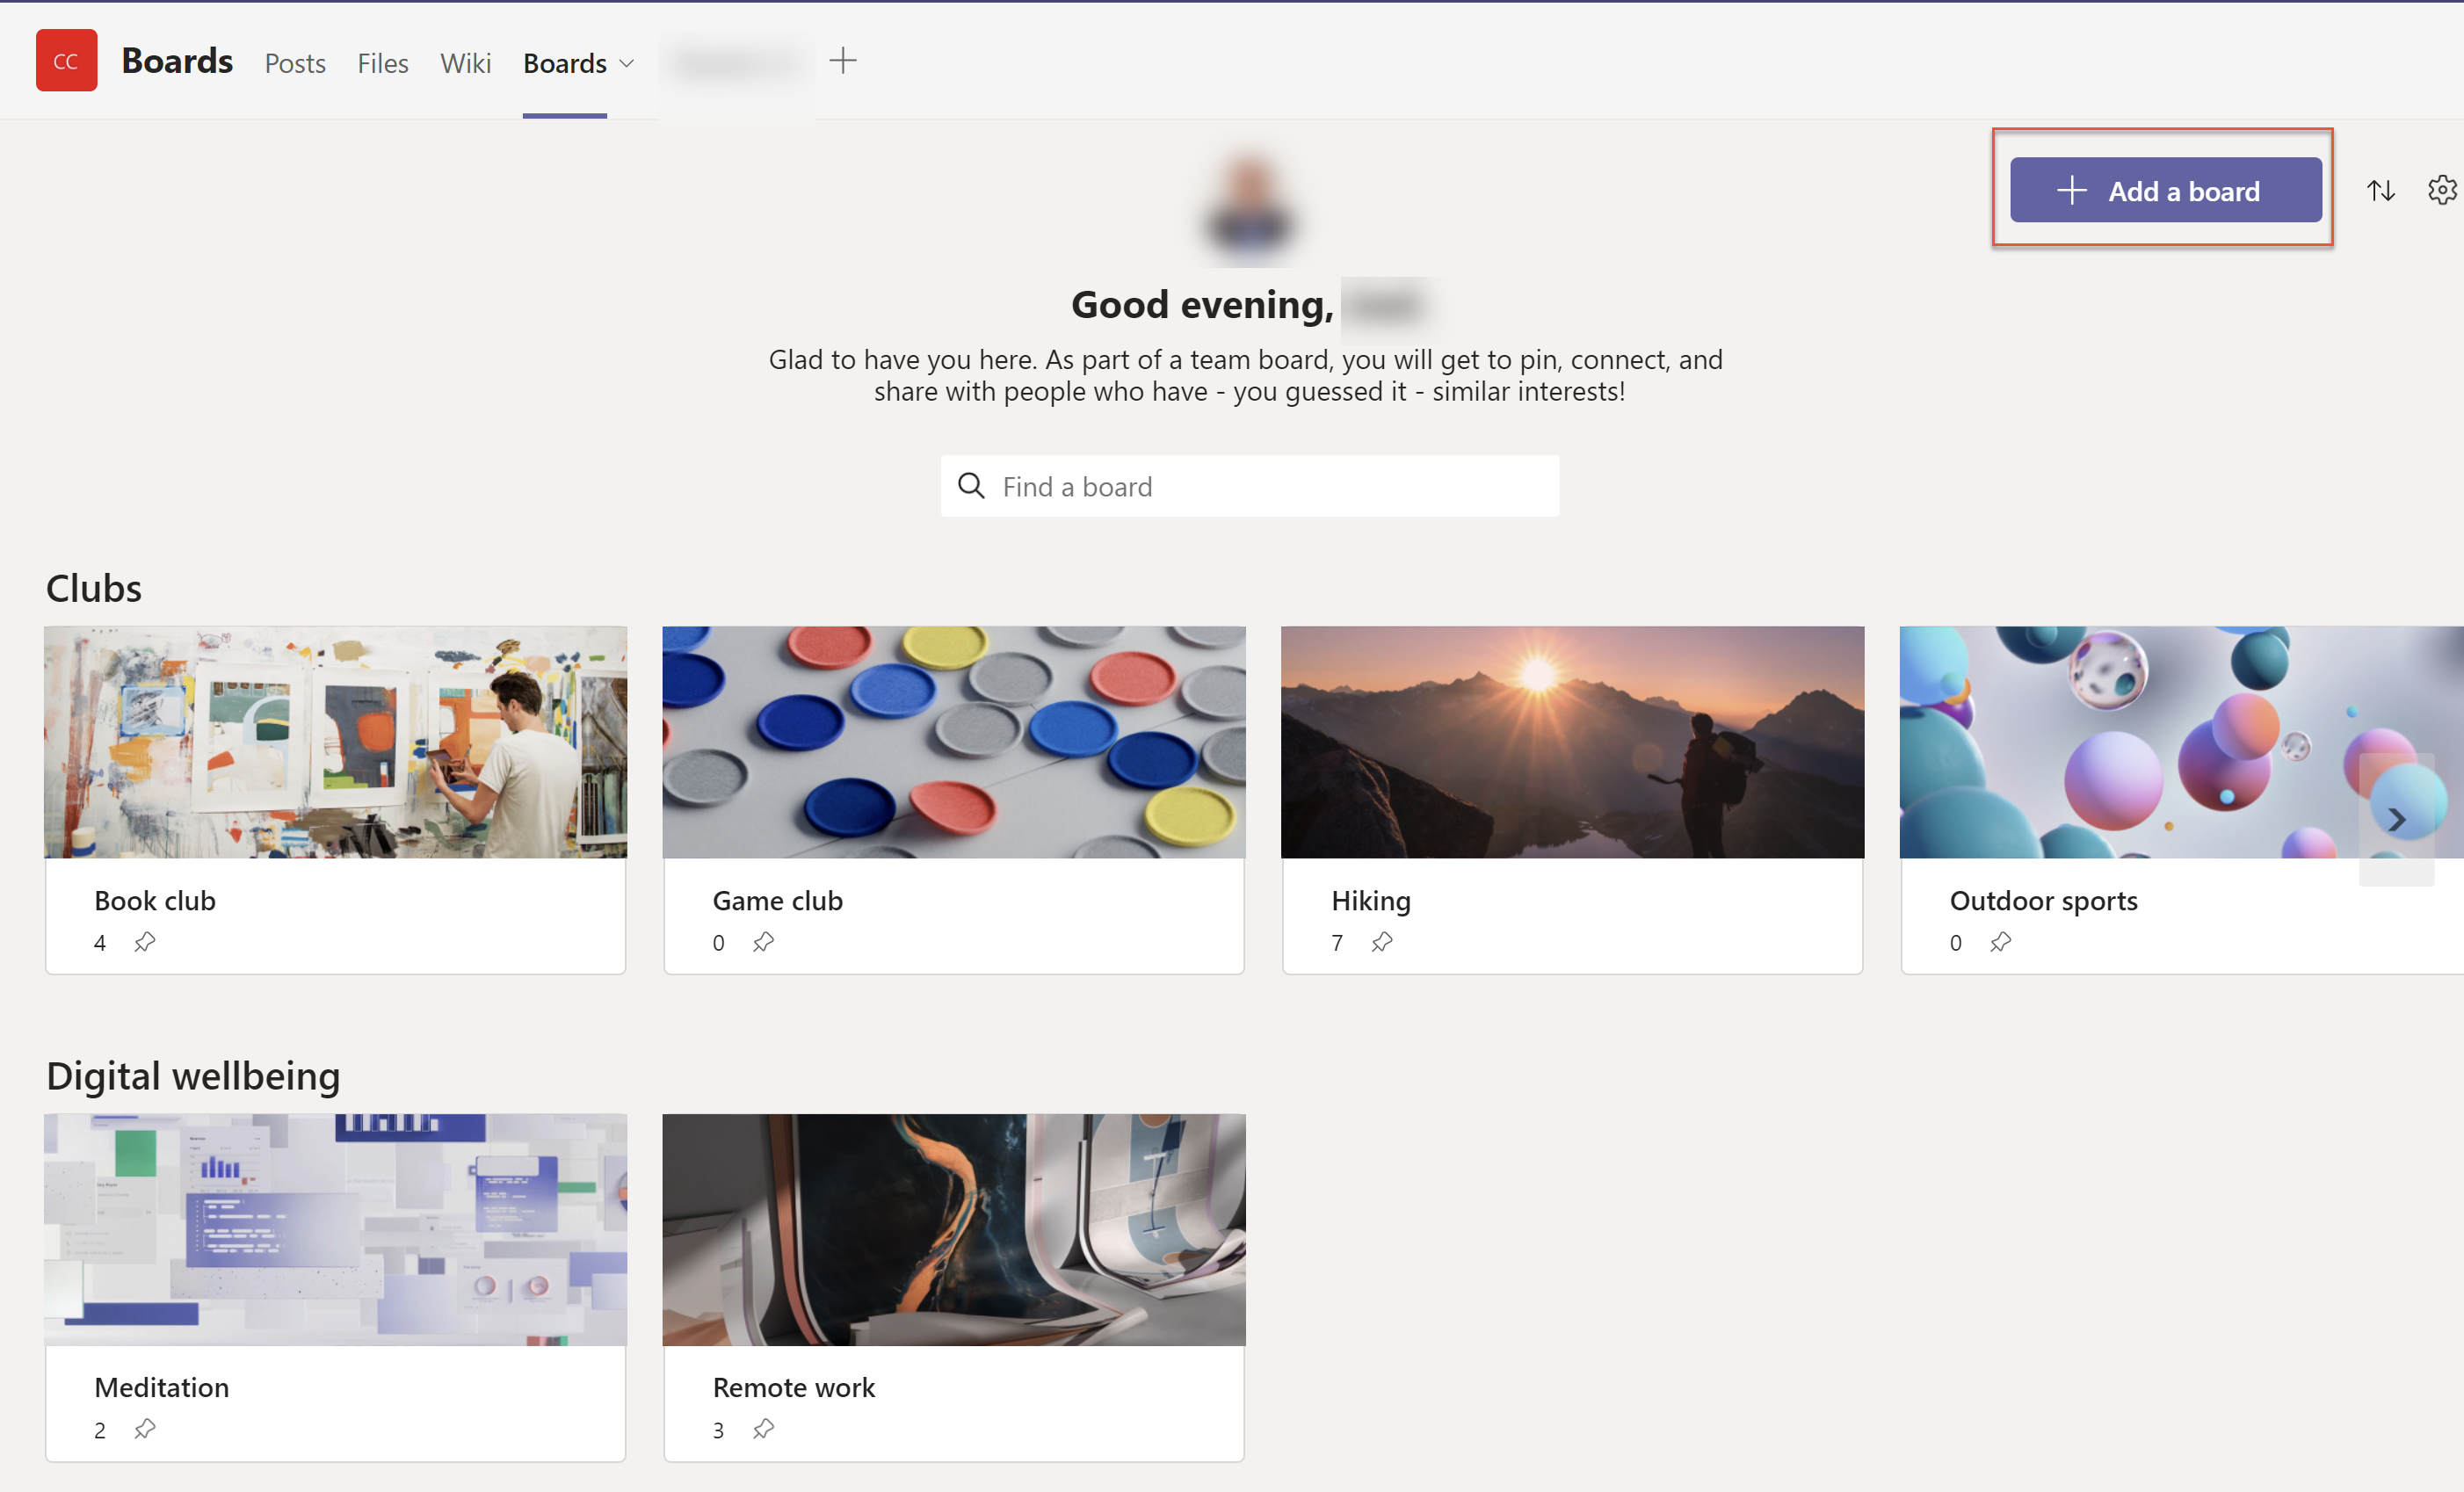 CC
Boards
Posts
Files
Wiki
Boards
Add a board
Good evening,
Glad to have you here. As part of a team board, you will get to pin, connect, and
share with people who have - you guessed it - similar interests!
Find a board
Clubs
Book club
4
Game club
0
Hiking
7
Outdoor sports
0
Digital wellbeing
Meditation
2
Remote work
3